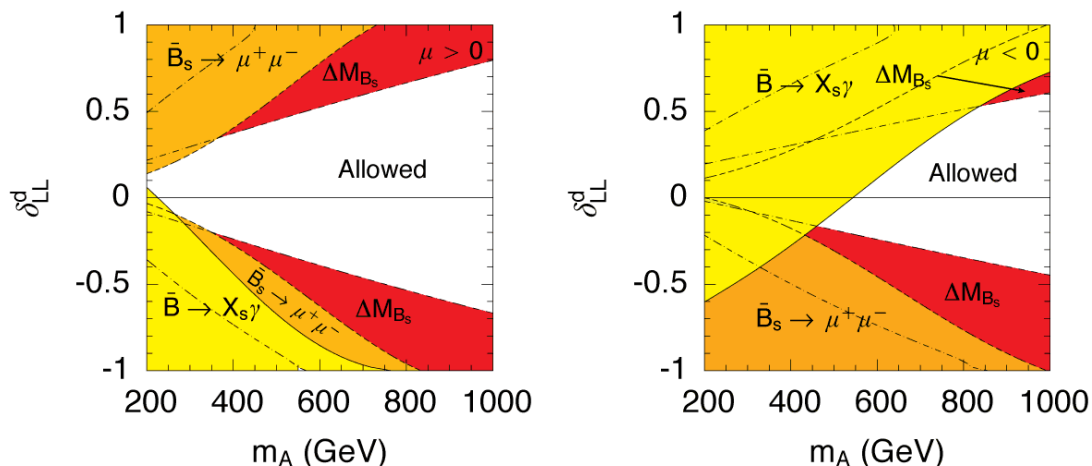 1
0.5
0
-0.5
-1
δᵈ_LL
B̄ₛ → μ⁺ μ⁻
μ > 0
ΔM_Bₛ
Allowed
B̄ₛ → μ⁺ μ⁻
B̄ → Xₛγ
ΔM_Bₛ
200 400 600 800 1000
m_A (GeV)
1
0.5
0
-0.5
-1
δᵈ_LL
μ < 0
ΔM_Bₛ
B̄ → Xₛγ
Allowed
ΔM_Bₛ
B̄ₛ → μ⁺ μ⁻
200 400 600 800 1000
m_A (GeV)